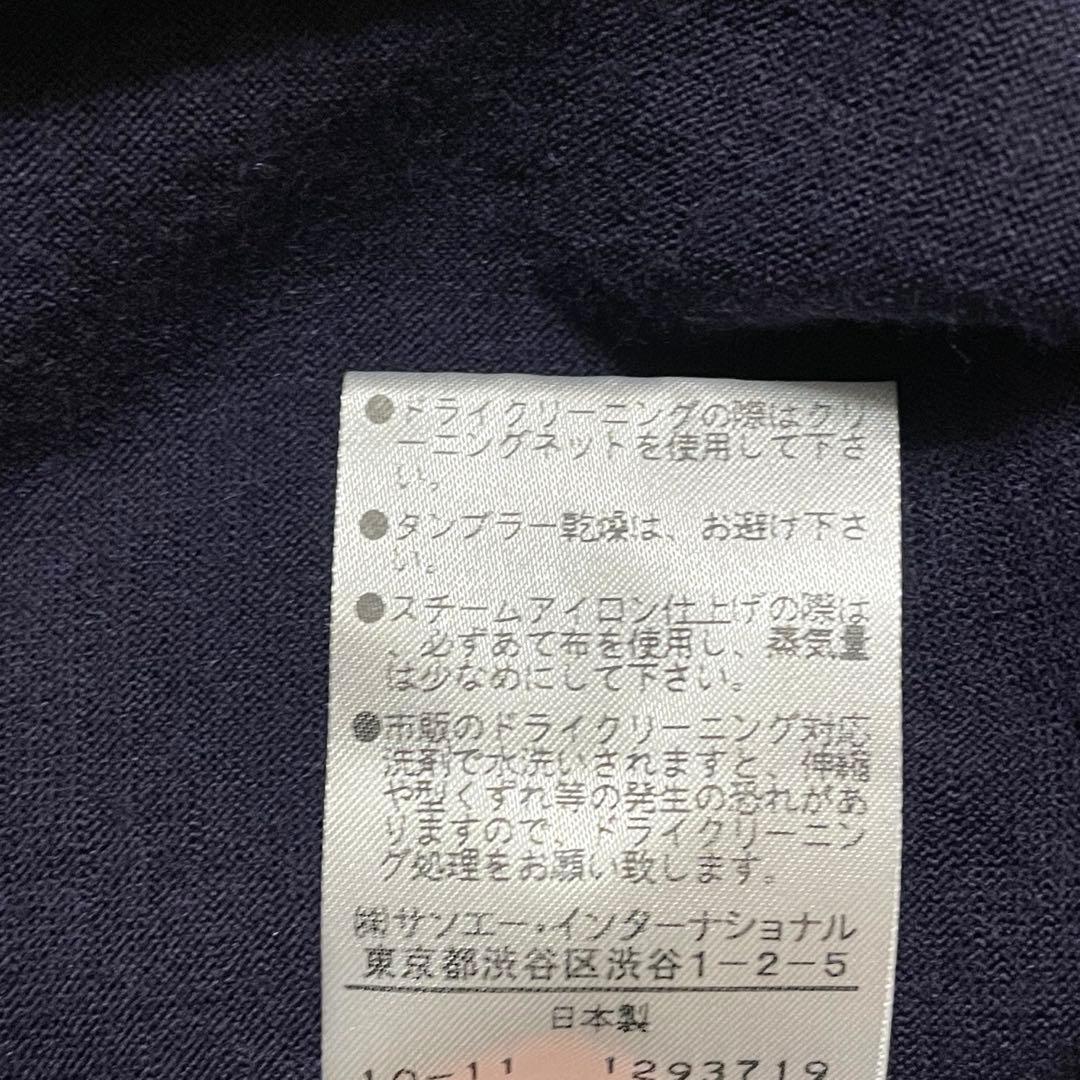 ●ドライクリーニングの際はクリ
ーニングネットを使用して下さ
い。
●タンブラー乾燥は、お避け下さ
い。
●スチームアイロン仕上げの際は
、必ずあて布を使用し、蒸気量
は少なめにして下さい。
●市販のドライクリーニング対応
洗剤で水洗いされますと、伸縮
や型くずれ等の発生の恐れがあ
りますので、ドライクリーニン
グ処理をお願い致します。
㈱サンエー・インターナショナル
東京都渋谷区渋谷1-2-5
日本製
10-11 1293719